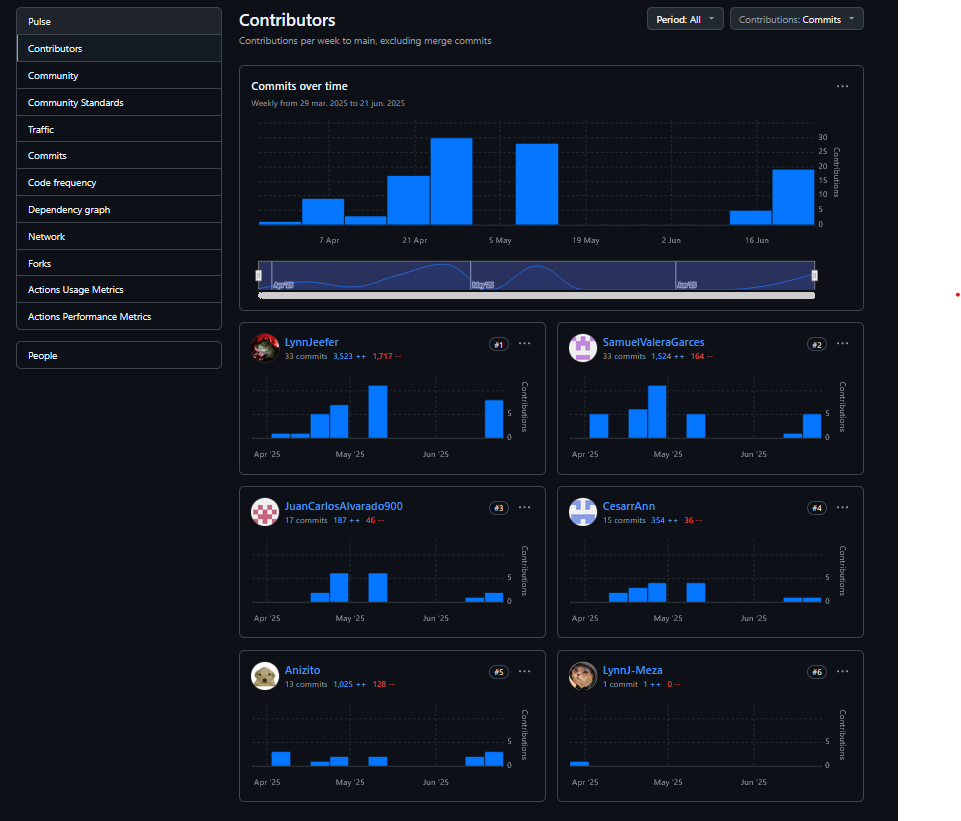 Pulse
Contributors
Community
Community Standards
Traffic
Commits
Code frequency
Dependency graph
Network
Forks
Actions Usage Metrics
Actions Performance Metrics
People
Contributors
Period: All
Contributions: Commits
Contributions per week to main, excluding merge commits
Commits over time
Weekly from 29 mar. 2025 to 21 jun. 2025
30
25
20
15
10
5
0
Contributions
7 Apr
21 Apr
5 May
19 May
2 Jun
16 Jun
Apr '25
May '25
Jun '25
LynnJeefer
#1
33 commits 3,523 ++ 1,717 --
5
0
Contributions
Apr '25
May '25
Jun '25
SamuelValeraGarces
#2
33 commits 1,524 ++ 164 --
5
0
Contributions
Apr '25
May '25
Jun '25
JuanCarlosAlvarado900
#3
17 commits 187 ++ 46 --
5
0
Contributions
Apr '25
May '25
Jun '25
CesarrAnn
#4
15 commits 354 ++ 36 --
5
0
Contributions
Apr '25
May '25
Jun '25
Anizito
#5
13 commits 1,025 ++ 128 --
5
0
Contributions
Apr '25
May '25
Jun '25
LynnJ-Meza
#6
1 commit 1 ++ 0 --
5
0
Contributions
Apr '25
May '25
Jun '25